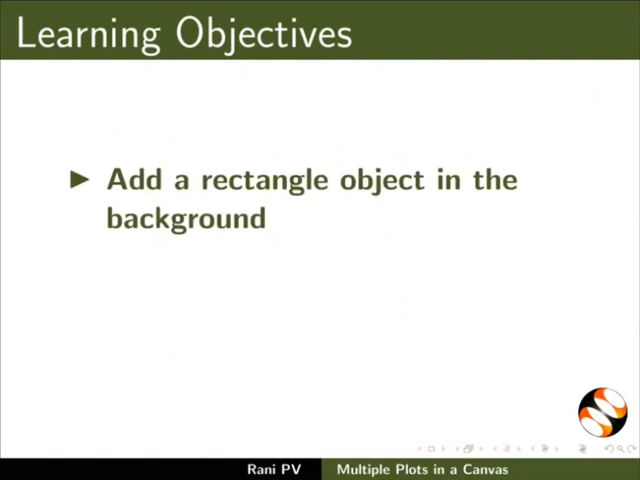 Learning Objectives
Add a rectangle object in the
background
Rani PV
Multiple Plots in a Canvas